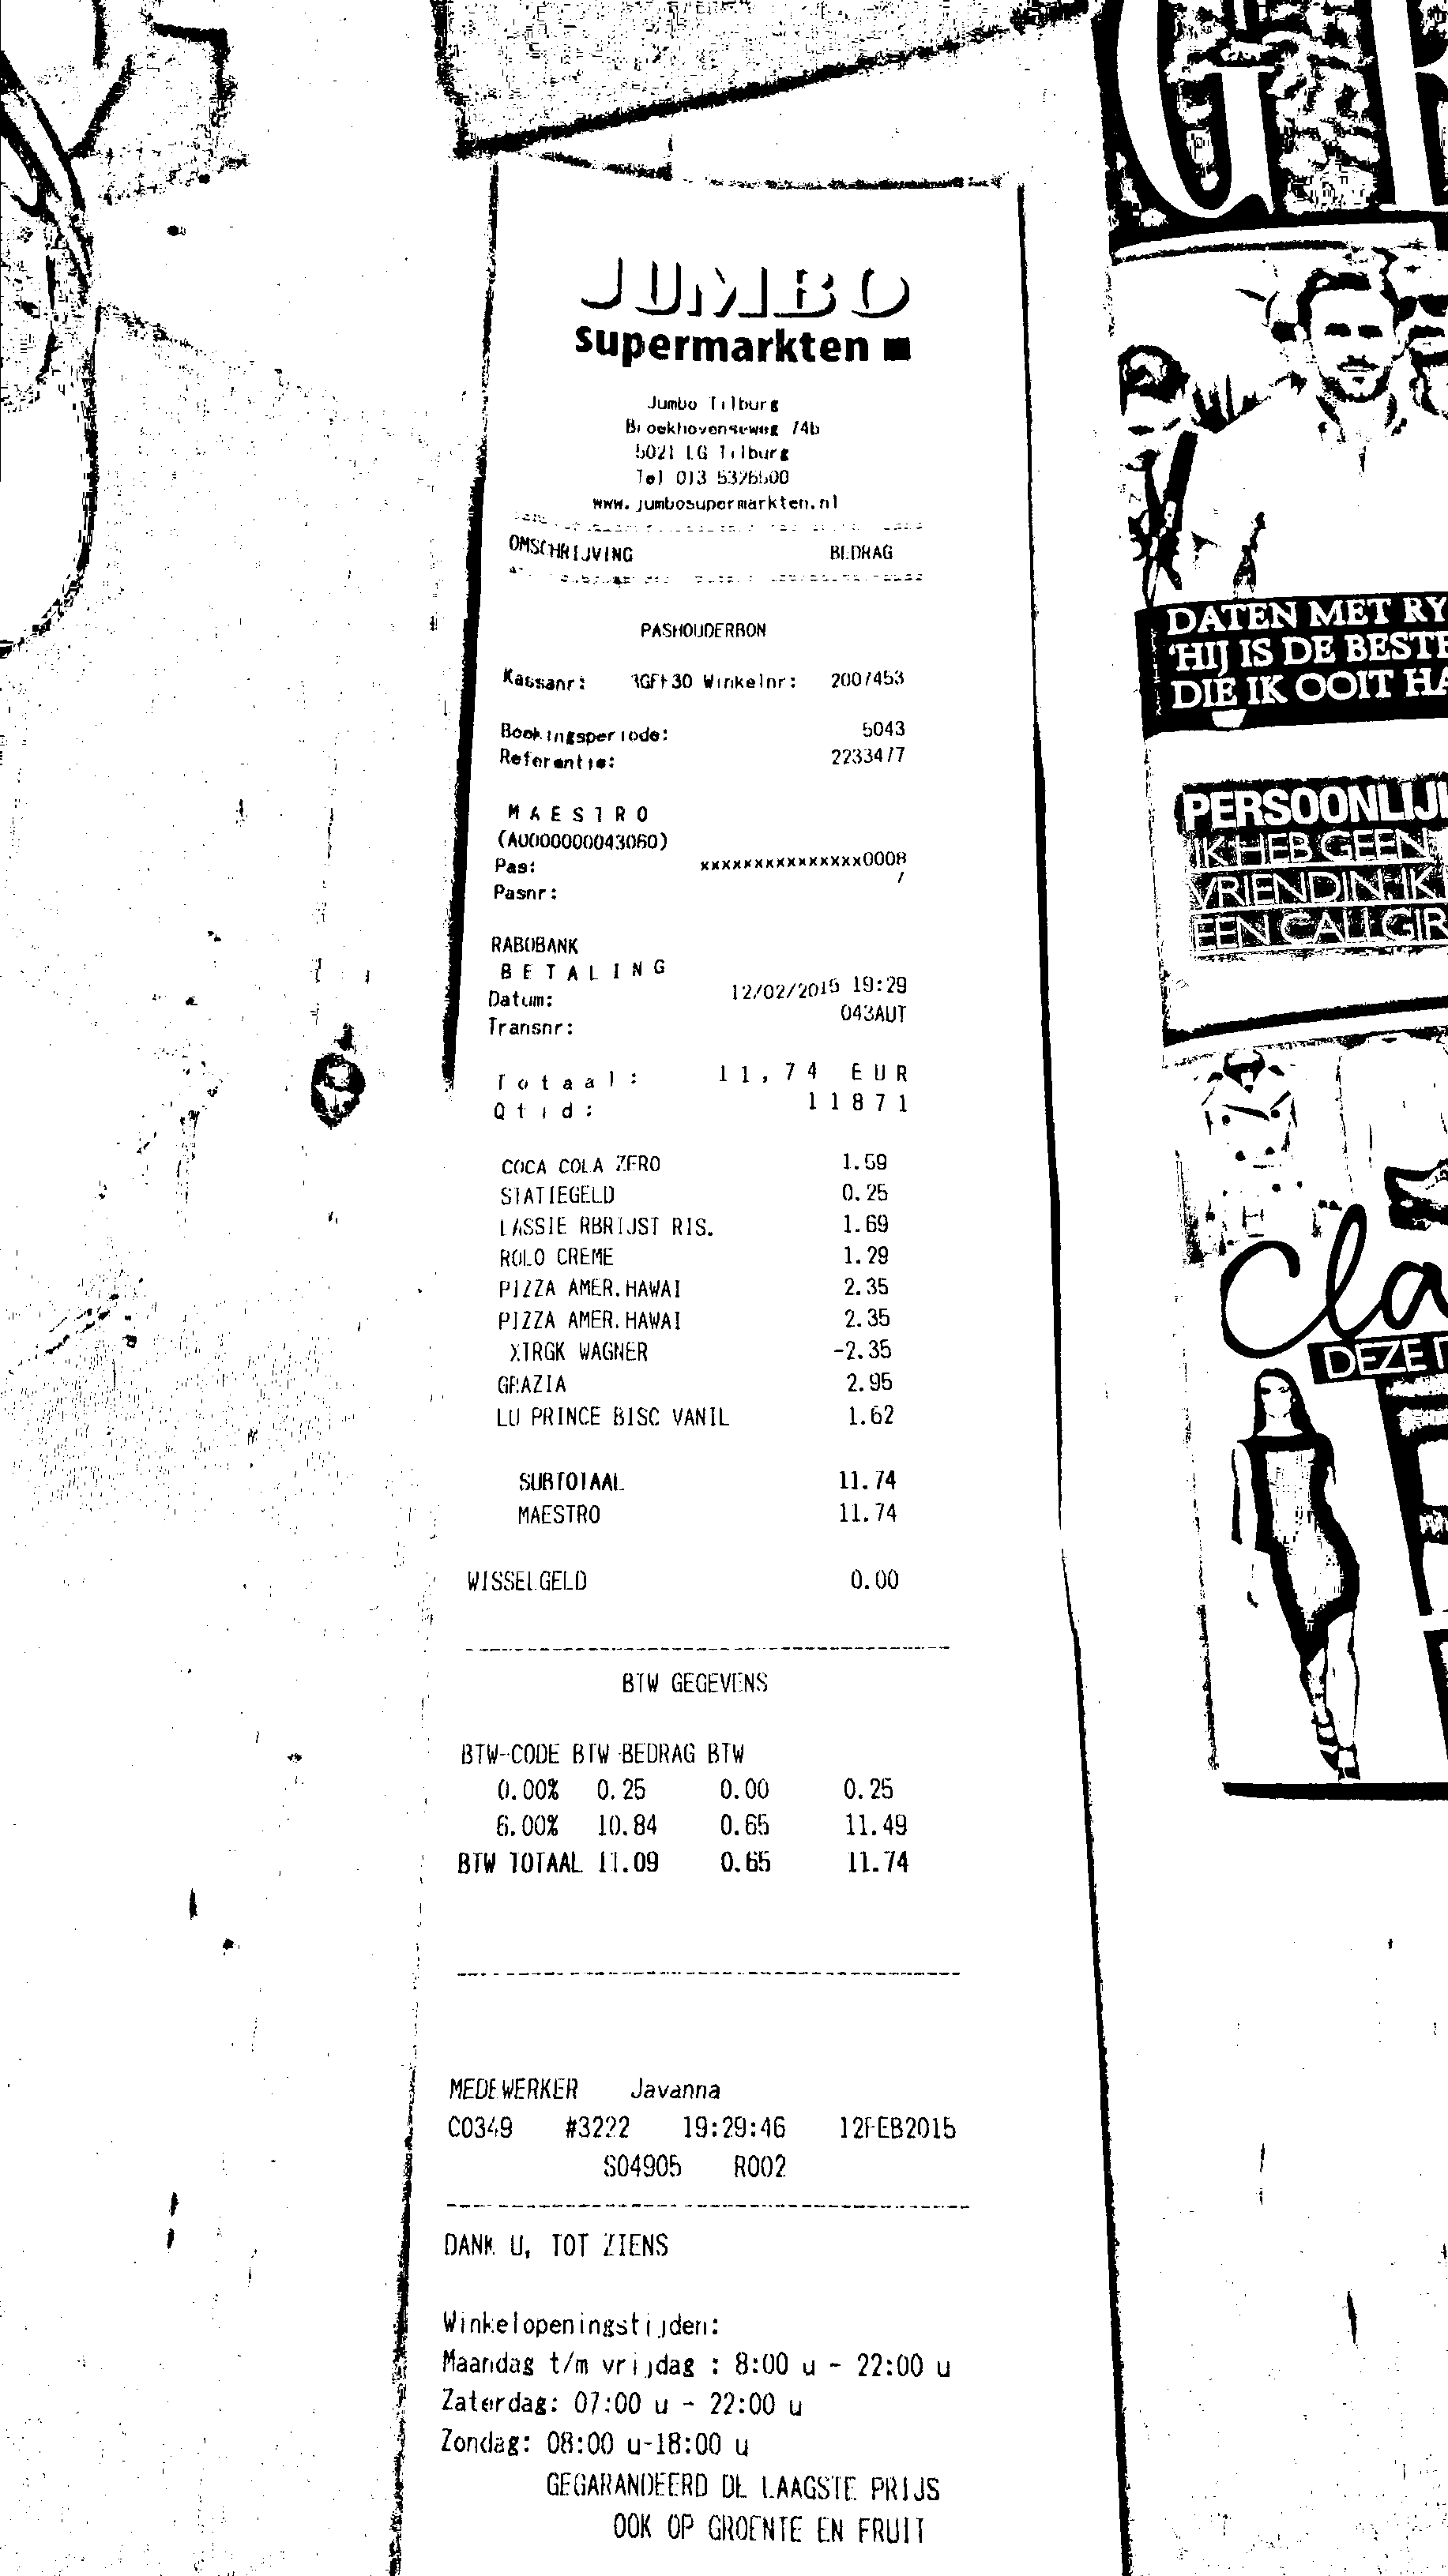 JUMBO
supermarkten
Jumbo Tilburg
Broekhovenseweg 74b
5021 LG Tilburg
Tel 013 5326500
www.jumbosupermarkten.nl
OMSCHRIJVING BEDRAG
PASHOUDERBON
Kassanr: Winkelnr: 2007453
Boekingsperiode: 5043
Referentie: 2233477
MAESTRO
(A0000000043060)
Pas: xxxxxxxxxxxxxxx0008
Pasnr:
RABOBANK
BETALING
Datum: 12/02/2015 19:29
Transnr: 043AUT
Totaal: 11,74 EUR
Qtid: 11871
COCA COLA ZERO 1.59
STATIEGELD 0.25
LASSIE RBRIJST RIS. 1.69
ROLO CREME 1.29
PIZZA AMER.HAWAI 2.35
PIZZA AMER.HAWAI 2.35
XTRGK WAGNER -2.35
GRAZIA 2.95
LU PRINCE BISC VANIL 1.62
SUBTOTAAL 11.74
MAESTRO 11.74
WISSELGELD 0.00
BTW GEGEVENS
BTW-CODE BTW-BEDRAG BTW
0.00% 0.25 0.00 0.25
6.00% 10.84 0.65 11.49
BTW TOTAAL 11.09 0.65 11.74
MEDEWERKER Javanna
C0349 #3222 19:29:46 12FEB2015
S04905 R002
DANK U, TOT ZIENS
Winkelopeningstijden:
Maandag t/m vrijdag : 8:00 u - 22:00 u
Zaterdag: 07:00 u - 22:00 u
Zondag: 08:00 u-18:00 u
GEGARANDEERD DE LAAGSTE PRIJS
OOK OP GROENTE EN FRUIT
DATEN MET RY
'HIJ IS DE BESTE
DIE IK OOIT HA
PERSOONLIJK
IK HEB GEEN
VRIENDIN, IK
EEN CALLGIR
Cla
DEZE